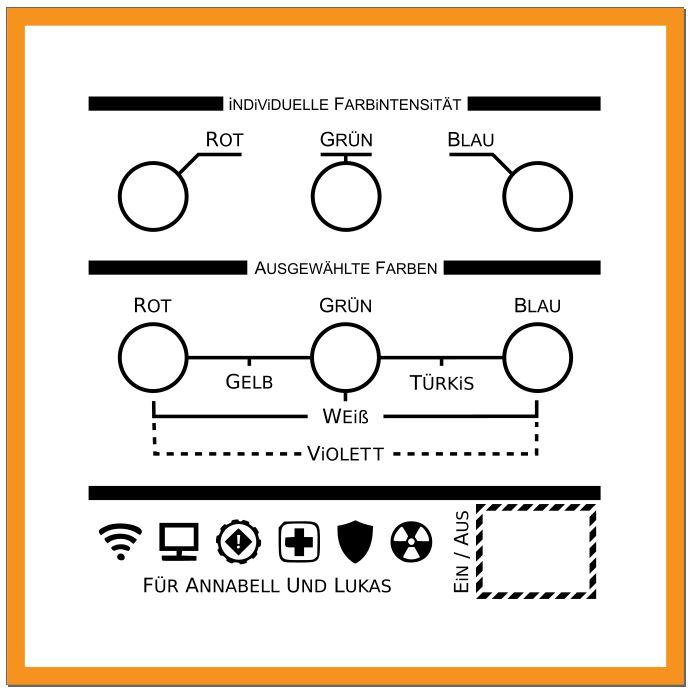 iNDiViDUELLE FARBiNTENSiTÄT
ROT
GRÜN
BLAU
AUSGEWÄHLTE FARBEN
ROT
GRÜN
BLAU
GELB
TÜRKiS
WEiß
ViOLETT
!
FÜR ANNABELL UND LUKAS
EiN / AUS